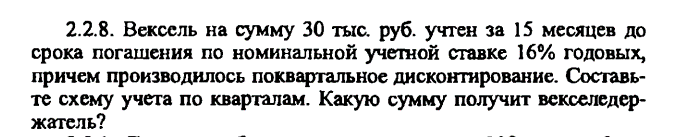 2.2.8. Вексель на сумму 30 тыс. руб. учтен за 15 месяцев до
срока погашения по номинальной учетной ставке 16% годовых,
причем производилось поквартальное дисконтирование. Составь-
те схему учета по кварталам. Какую сумму получит векселедер-
жатель?